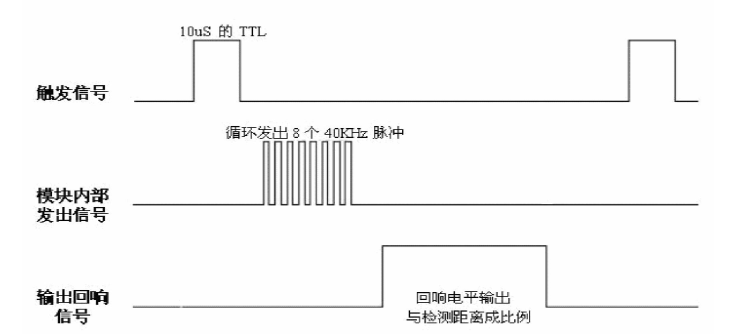 10uS 的 TTL
触发信号
循环发出 8 个 40KHz 脉冲
模块内部
发出信号
输出回响
信号
回响电平输出
与检测距离成比例